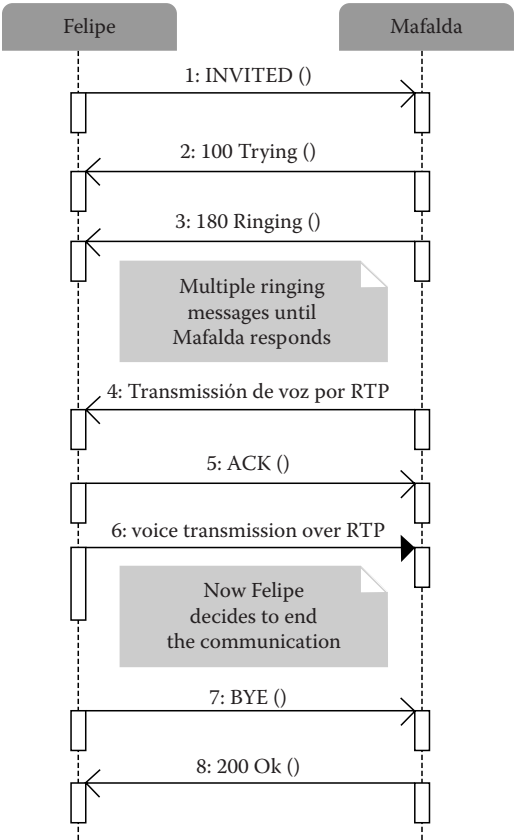 Felipe
Mafalda
1: INVITED ()
2: 100 Trying ()
3: 180 Ringing ()
Multiple ringing
messages until
Mafalda responds
4: Transmissión de voz por RTP
5: ACK ()
6: voice transmission over RTP
Now Felipe
decides to end
the communication
7: BYE ()
8: 200 Ok ()